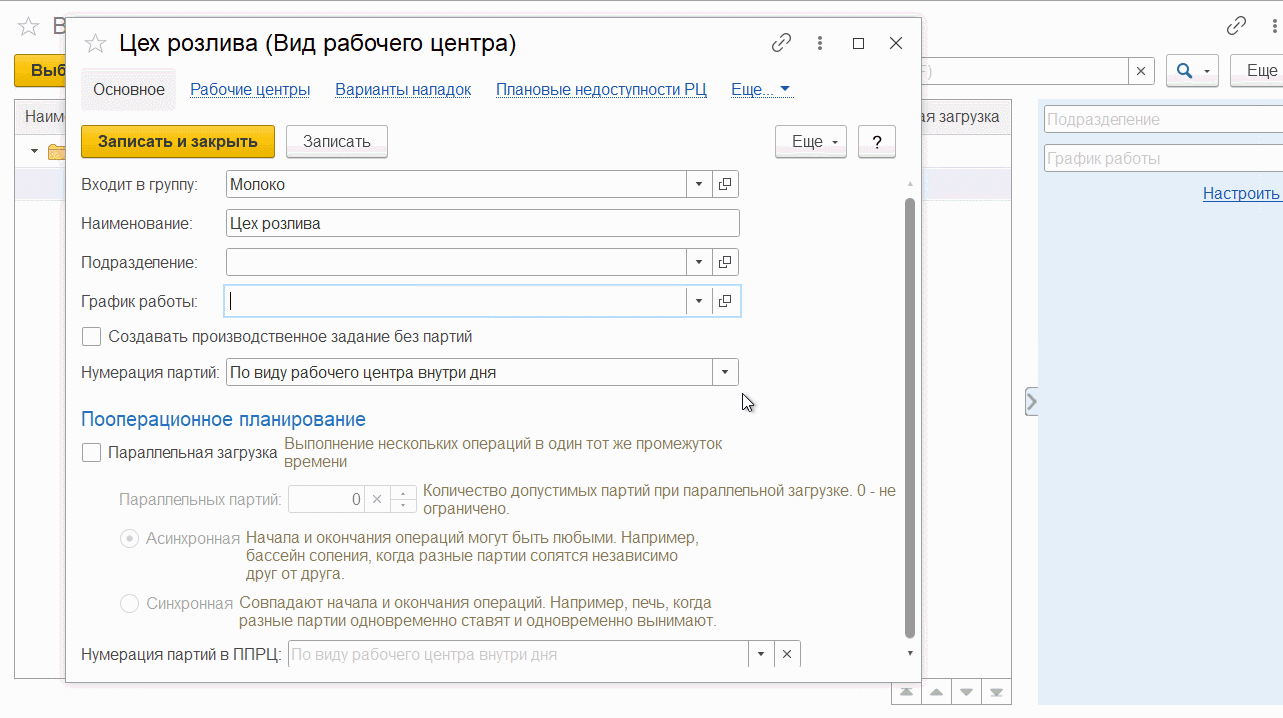 В
Цех розлива (Вид рабочего центра)
Основное Рабочие центры Варианты наладок Плановые недоступности РЦ Еще...
Выб
Записать и закрыть Записать Еще ?
Еще
Наим
ая загрузка
Подразделение
График работы
Настроить
Входит в группу: Молоко
Наименование: Цех розлива
Подразделение:
График работы:
Создавать производственное задание без партий
Нумерация партий: По виду рабочего центра внутри дня
Пооперационное планирование
Параллельная загрузка Выполнение нескольких операций в один тот же промежуток
времени
Параллельных партий: 0 Количество допустимых партий при параллельной загрузке. 0 - не
ограничено.
Асинхронная Начала и окончания операций могут быть любыми. Например,
бассейн соления, когда разные партии солятся независимо
друг от друга.
Синхронная Совпадают начала и окончания операций. Например, печь, когда
разные партии одновременно ставят и одновременно вынимают.
Нумерация партий в ППРЦ: По виду рабочего центра внутри дня